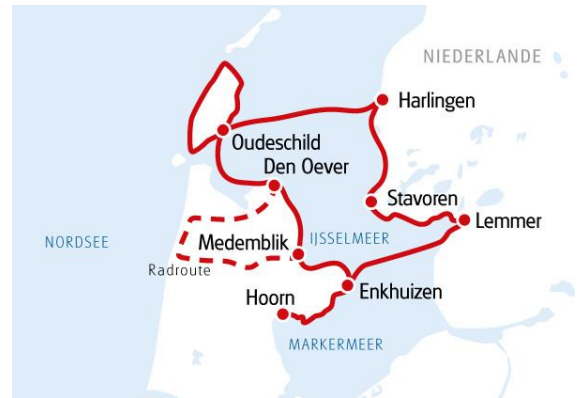 NIEDERLANDE
Harlingen
Oudeschild
Den Oever
Stavoren
Lemmer
NORDSEE
Medemblik
IJSSELMEER
Radroute
Hoorn
Enkhuizen
MARKERMEER